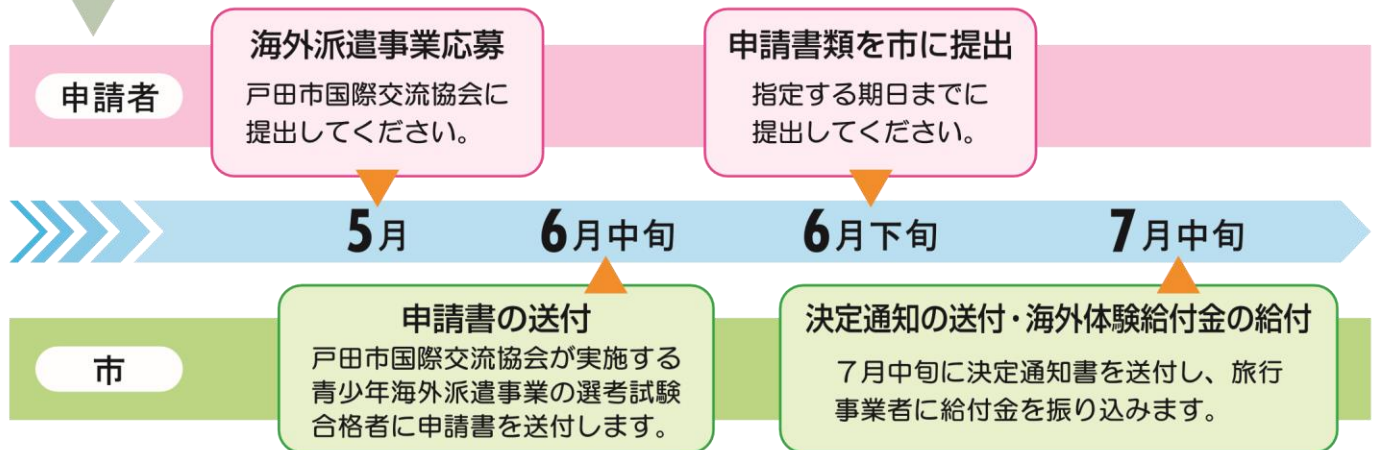 海外派遣事業応募
戸田市国際交流協会に
提出してください。
申請書類を市に提出
指定する期日までに
提出してください。
申請者
5月
6月中旬
6月下旬
7月中旬
市
申請書の送付
戸田市国際交流協会が実施する
青少年海外派遣事業の選考試験
合格者に申請書を送付します。
決定通知の送付・海外体験給付金の給付
７月中旬に決定通知書を送付し、旅行
事業者に給付金を振り込みます。